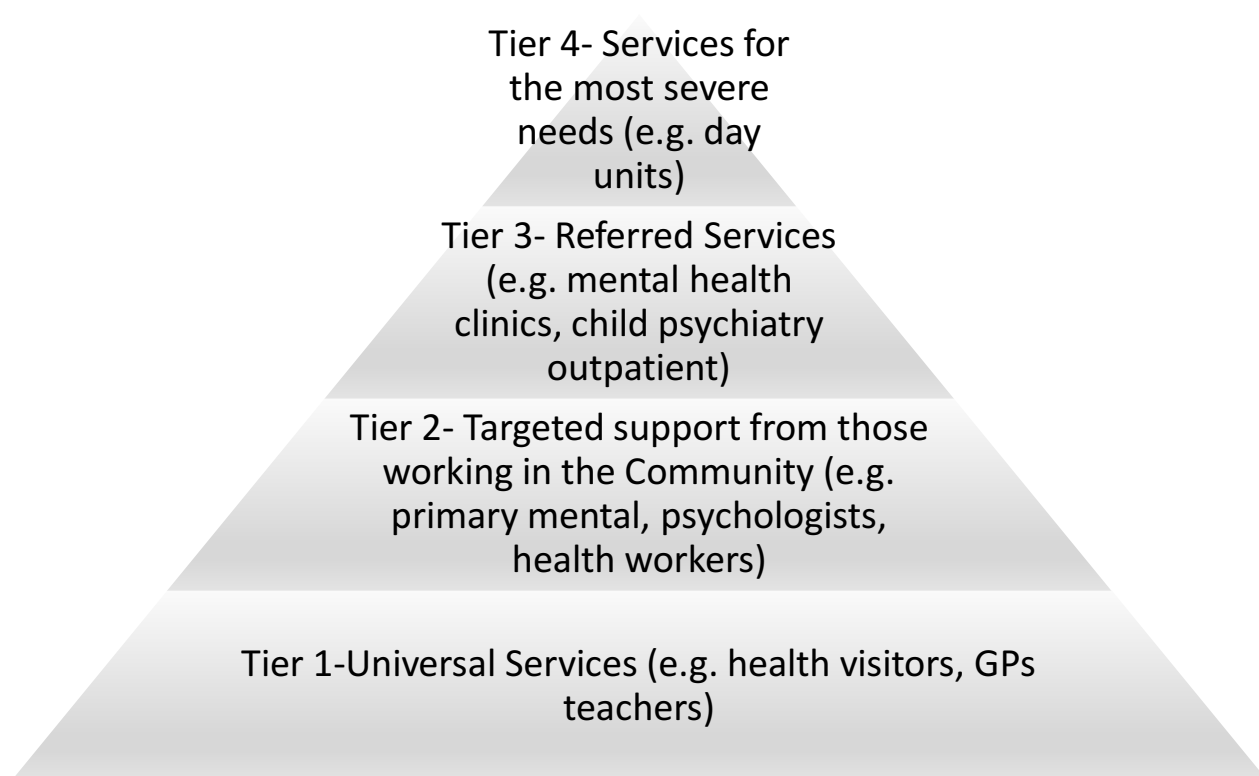 Tier 4- Services for
the most severe
needs (e.g. day
units)
Tier 3- Referred Services
(e.g. mental health
clinics, child psychiatry
outpatient)
Tier 2- Targeted support from those
working in the Community (e.g.
primary mental, psychologists,
health workers)
Tier 1-Universal Services (e.g. health visitors, GPs
teachers)